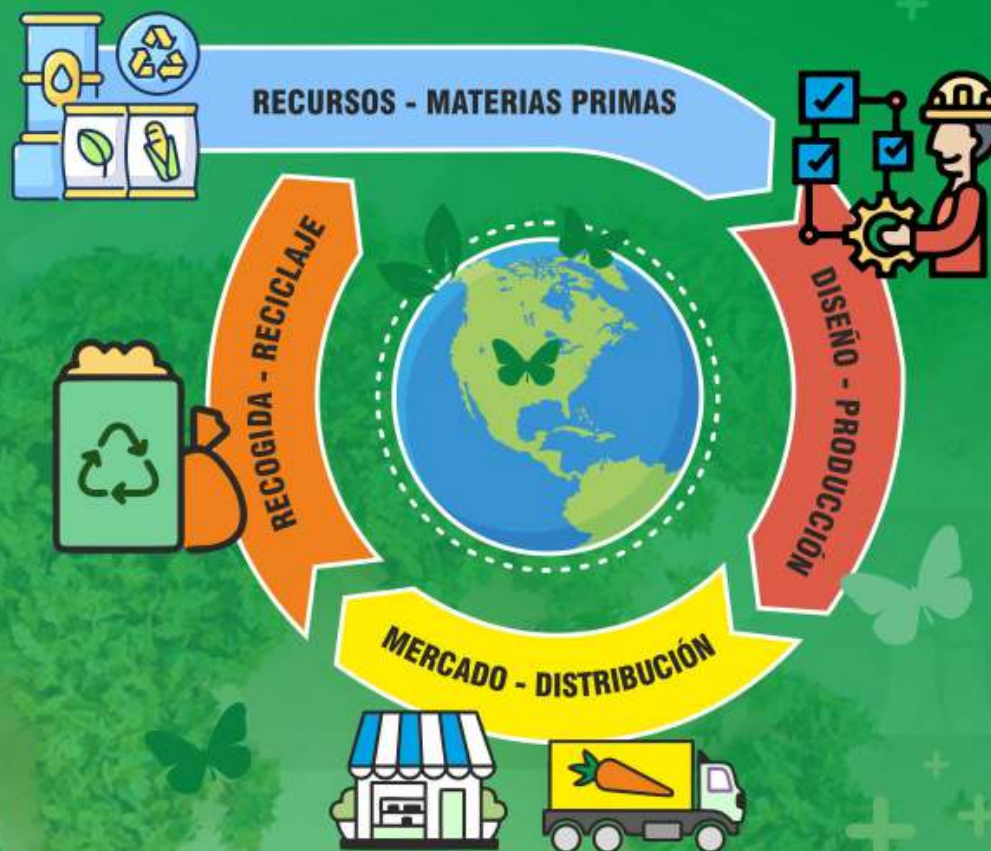 RECURSOS - MATERIAS PRIMAS
DISEÑO - PRODUCCIÓN
MERCADO - DISTRIBUCIÓN
RECOGIDA - RECICLAJE